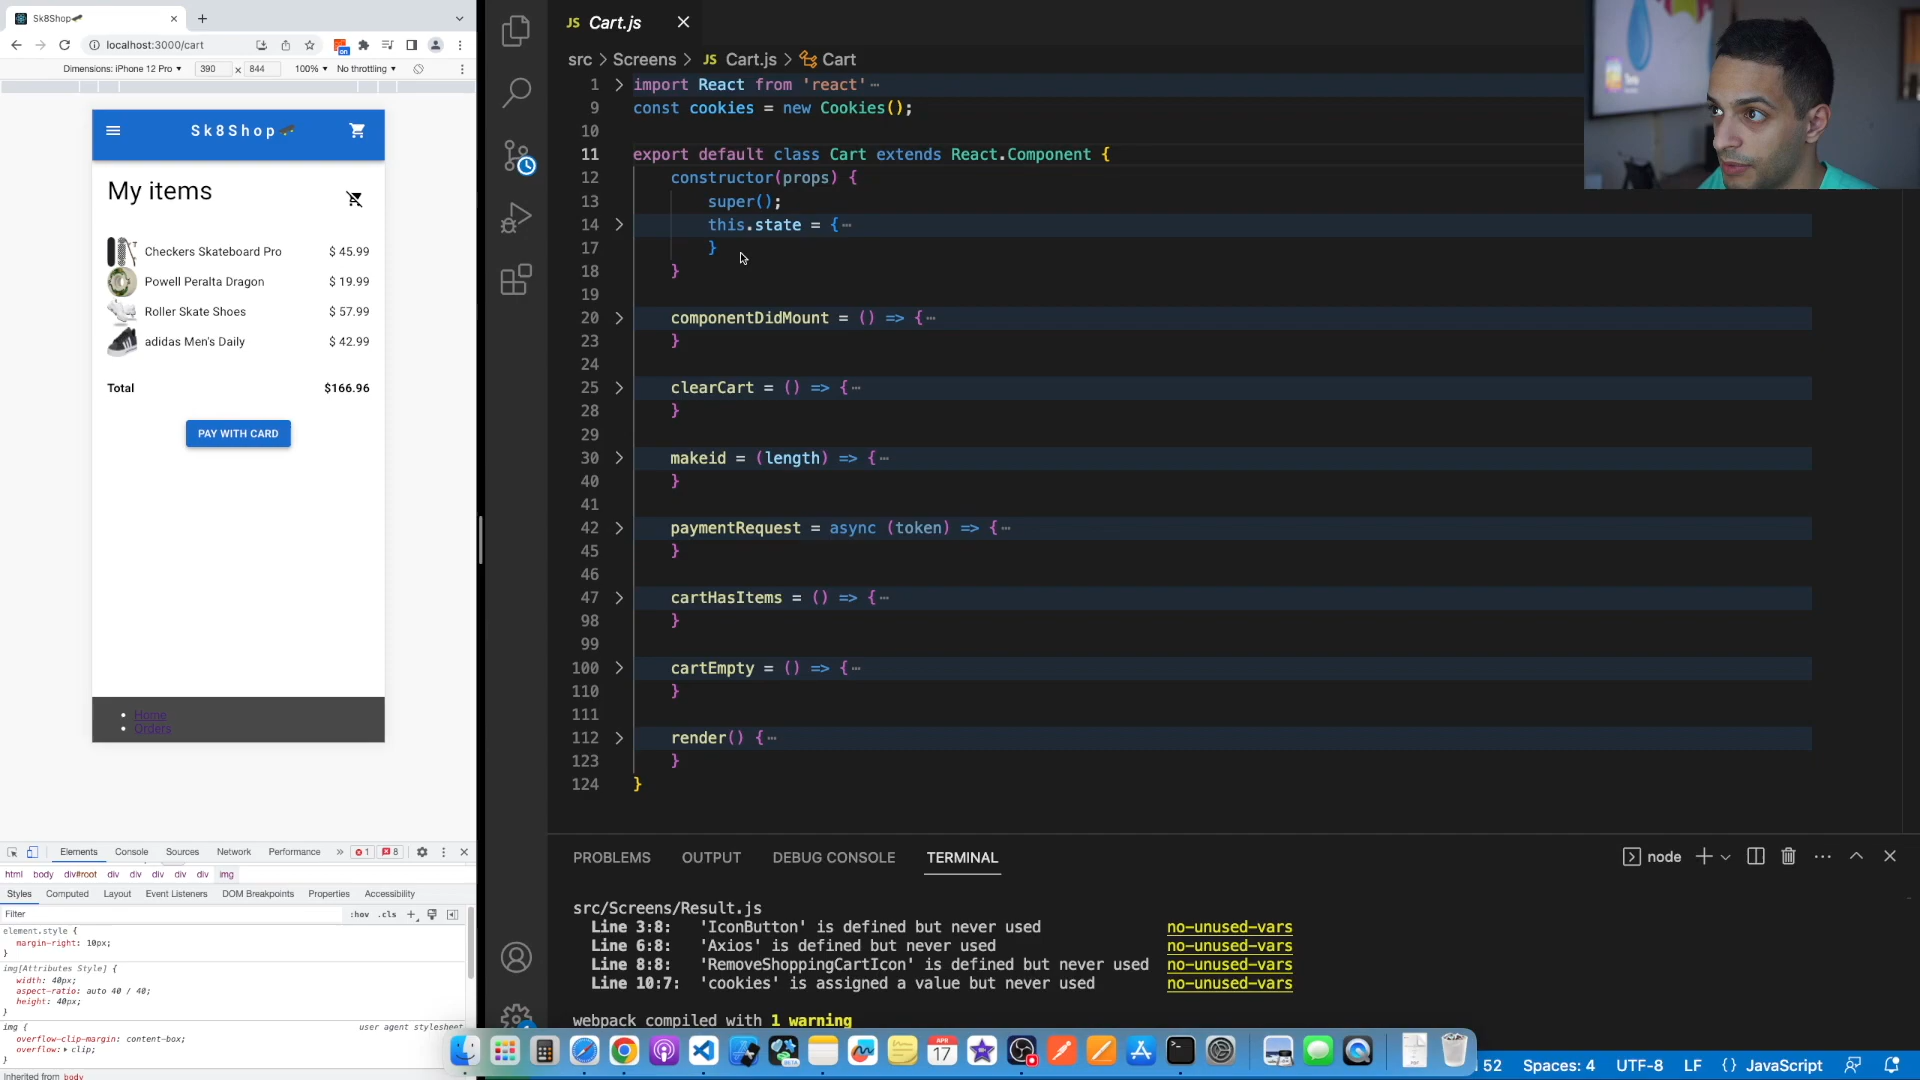 Sk8Shop🛹
localhost:3000/cart
Dimensions: iPhone 12 Pro ▾ 390 x 844 100% ▾ No throttling ▾
on
Sk8Shop🛹
My items
Checkers Skateboard Pro $ 45.99
Powell Peralta Dragon $ 19.99
Roller Skate Shoes $ 57.99
adidas Men's Daily $ 42.99
Total $166.96
PAY WITH CARD
Home
Orders
Elements Console Sources Network Performance » 1 8
html body div#root div div div div div img
Styles Computed Layout Event Listeners DOM Breakpoints Properties Accessibility
Filter :hov .cls +
element.style {
margin-right: 10px;
}
img[Attributes Style] {
width: 40px;
aspect-ratio: auto 40 / 40;
height: 40px;
}
img { user agent stylesheet
overflow-clip-margin: content-box;
overflow: ▸ clip;
}
Inherited from body
JS Cart.js
src > Screens > JS Cart.js > Cart
1 import React from 'react'⋯
9 const cookies = new Cookies();
10
11 export default class Cart extends React.Component {
12 constructor(props) {
13 super();
14 this.state = {⋯
17 }
18 }
19
20 componentDidMount = () => {⋯
23 }
24
25 clearCart = () => {⋯
28 }
29
30 makeid = (length) => {⋯
40 }
41
42 paymentRequest = async (token) => {⋯
45 }
46
47 cartHasItems = () => {⋯
98 }
99
100 cartEmpty = () => {⋯
110 }
111
112 render() {⋯
123 }
124 }
PROBLEMS OUTPUT DEBUG CONSOLE TERMINAL node
src/Screens/Result.js
Line 3:8: 'IconButton' is defined but never used no-unused-vars
Line 6:8: 'Axios' is defined but never used no-unused-vars
Line 8:8: 'RemoveShoppingCartIcon' is defined but never used no-unused-vars
Line 10:7: 'cookies' is assigned a value but never used no-unused-vars
webpack compiled with 1 warning
APR
17
52 Spaces: 4 UTF-8 LF {} JavaScript